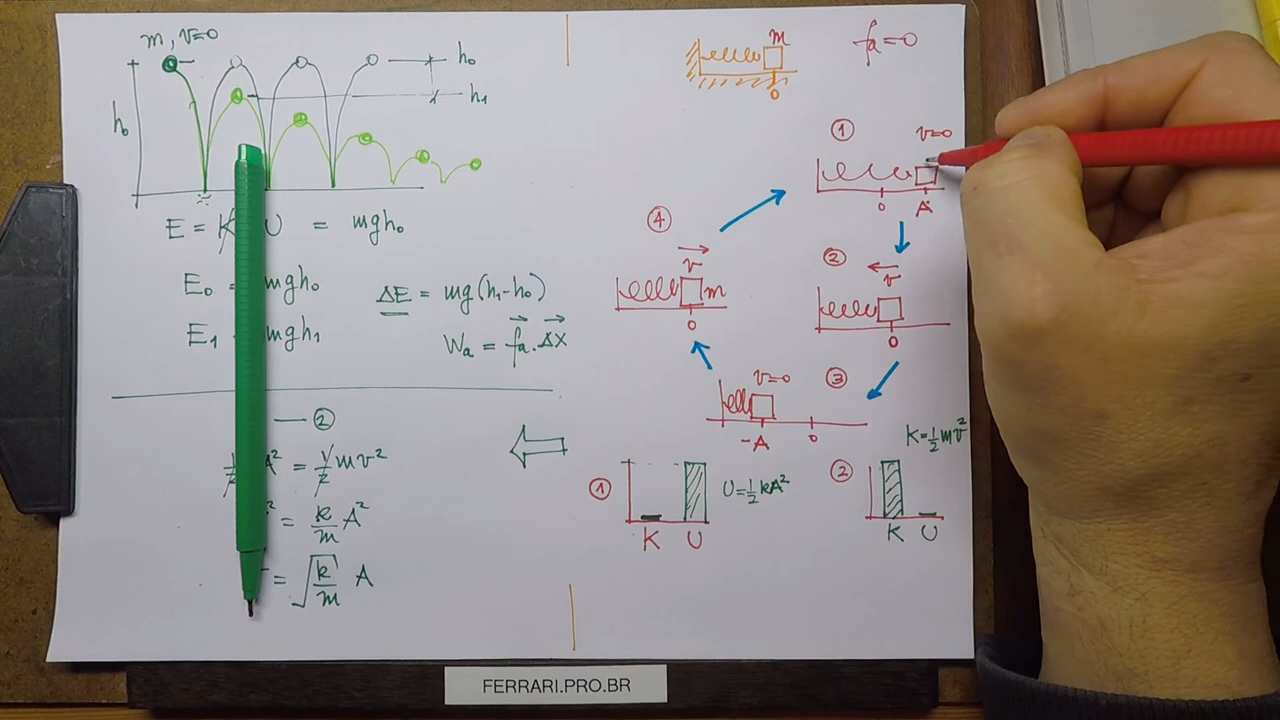 m, v=0
h₀
h₁
h₀
E = K U = mgh₀
E₀ mgh₀
E₁ mgh₁
ΔE = mg(h₁-h₀)
Wₐ = fₐ. Δx
②
A² = ½mv²
² = k/m A²
= √k/m A
m
fₐ=0
0
①
v=0
0 A
②
v
0
③
v=0
-A 0
④
v
m
0
①
K U
U=½kA²
②
K U
K=½mv²
FERRARI.PRO.BR